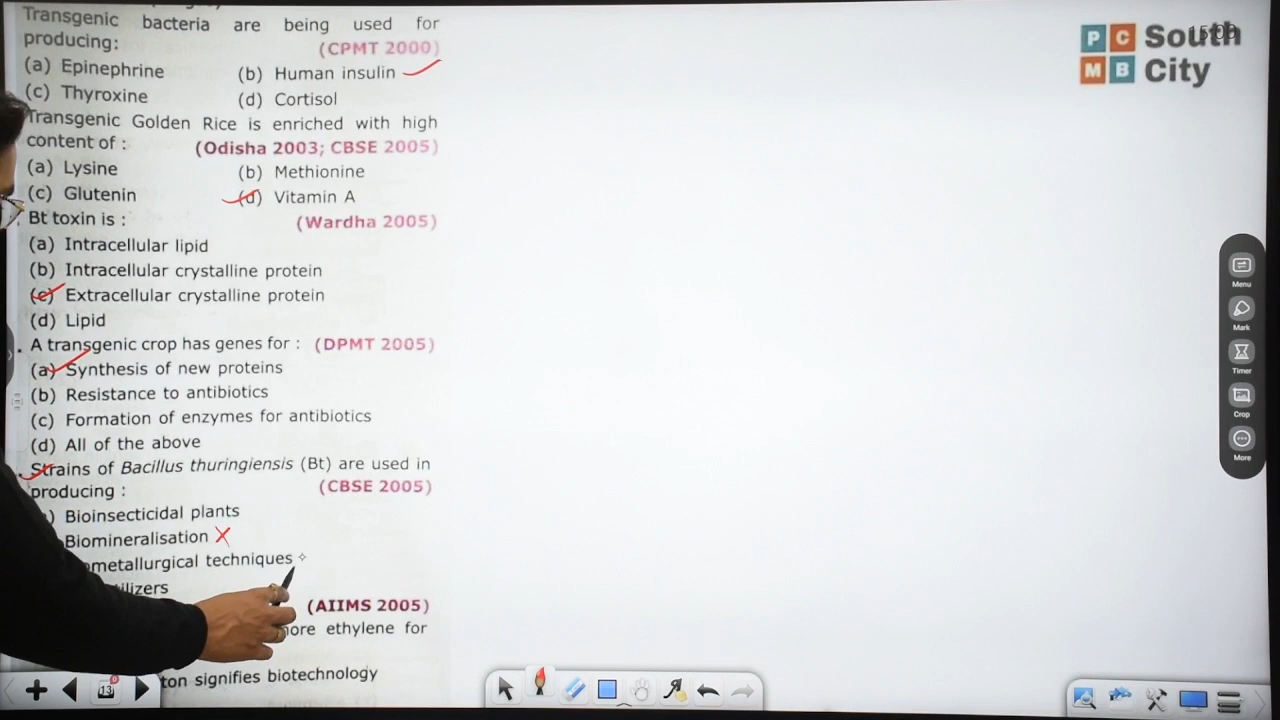 Transgenic bacteria are being used for
producing: (CPMT 2000)
(a) Epinephrine (b) Human insulin
(c) Thyroxine (d) Cortisol
Transgenic Golden Rice is enriched with high
content of : (Odisha 2003; CBSE 2005)
(a) Lysine (b) Methionine
(c) Glutenin (d) Vitamin A
Bt toxin is : (Wardha 2005)
(a) Intracellular lipid
(b) Intracellular crystalline protein
(c) Extracellular crystalline protein
(d) Lipid
. A transgenic crop has genes for : (DPMT 2005)
(a) Synthesis of new proteins
(b) Resistance to antibiotics
(c) Formation of enzymes for antibiotics
(d) All of the above
. Strains of Bacillus thuringiensis (Bt) are used in
producing : (CBSE 2005)
) Bioinsecticidal plants
Biomineralisation
techniques
(AIIMS 2005)
ethylene for
signifies biotechnology
P C M B South City
15:00
Menu
Mark
Timer
Crop
More
13